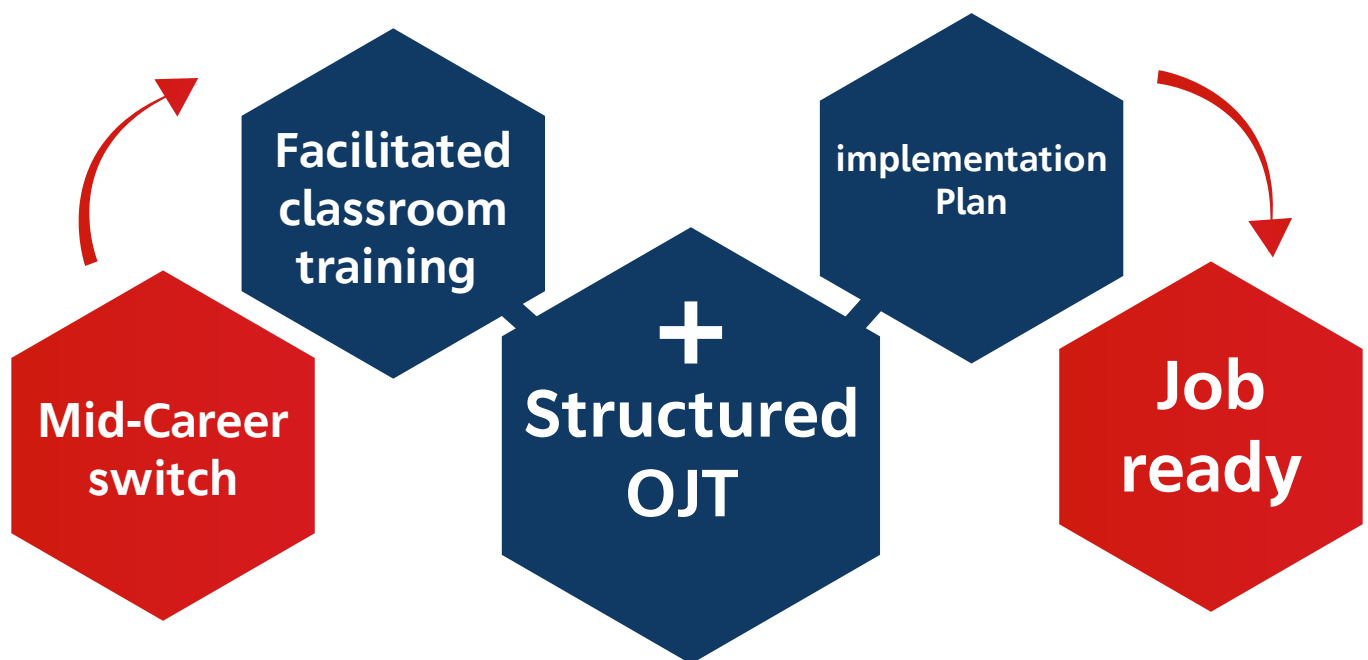 Mid-Career
switch
Facilitated
classroom
training
+
Structured
OJT
implementation
Plan
Job
ready